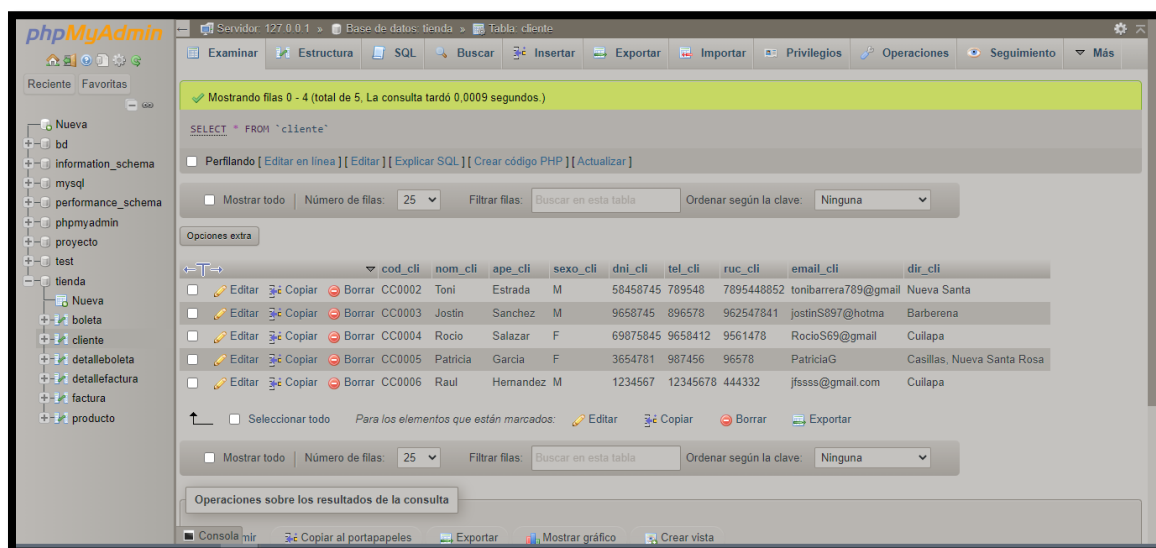 phpMyAdmin
Servidor: 127.0.0.1 » Base de datos: tienda » Tabla: cliente
Examinar Estructura SQL Buscar Insertar Exportar Importar Privilegios Operaciones Seguimiento Más
Reciente Favoritas
Nueva
bd
information_schema
mysql
performance_schema
phpmyadmin
proyecto
test
tienda
Nueva
boleta
cliente
detalleboleta
detallefactura
factura
producto
Mostrando filas 0 - 4 (total de 5, La consulta tardó 0,0009 segundos.)
SELECT * FROM `cliente`
Perfilando [ Editar en línea ] [ Editar ] [ Explicar SQL ] [ Crear código PHP ] [ Actualizar ]
Mostrar todo | Número de filas: 25 Filtrar filas: Buscar en esta tabla Ordenar según la clave: Ninguna
Opciones extra
cod_cli nom_cli ape_cli sexo_cli dni_cli tel_cli ruc_cli email_cli dir_cli
Editar Copiar Borrar CC0002 Toni Estrada M 58458745 789548 7895448852 tonibarrera789@gmail Nueva Santa
Editar Copiar Borrar CC0003 Jostin Sanchez M 9658745 896578 962547841 jostinS897@hotma Barberena
Editar Copiar Borrar CC0004 Rocio Salazar F 69875845 9658412 9561478 RocioS69@gmail Cuilapa
Editar Copiar Borrar CC0005 Patricia Garcia F 3654781 987456 96578 PatriciaG Casillas, Nueva Santa Rosa
Editar Copiar Borrar CC0006 Raul Hernandez M 1234567 12345678 444332 jfssss@gmail.com Cuilapa
Seleccionar todo Para los elementos que están marcados: Editar Copiar Borrar Exportar
Mostrar todo | Número de filas: 25 Filtrar filas: Buscar en esta tabla Ordenar según la clave: Ninguna
Operaciones sobre los resultados de la consulta
Consola mir Copiar al portapapeles Exportar Mostrar gráfico Crear vista